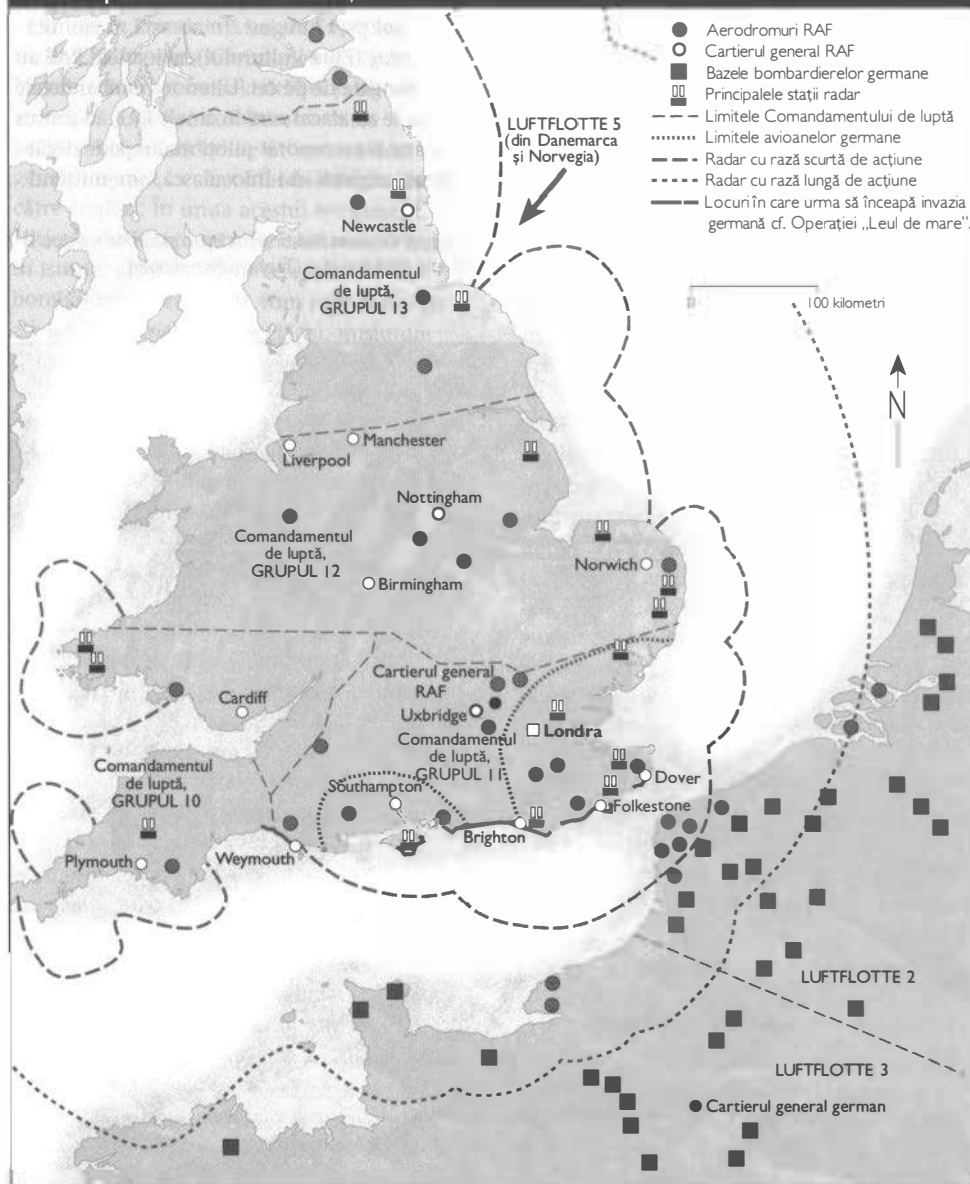 Aerodromuri RAF
Cartierul general RAF
Bazele bombardierelor germane
Principalele stații radar
Limitele Comandamentului de luptă
Limitele avioanelor germane
Radar cu rază scurtă de acțiune
Radar cu rază lungă de acțiune
Locuri în care urma să înceapă invazia
germană cf. Operației „Leul de mare”.
LUFTFLOTTE 5
(din Danemarca
și Norvegia)
100 kilometri
N
Newcastle
Comandamentul
de luptă,
GRUPUL 13
Manchester
Liverpool
Nottingham
Comandamentul
de luptă,
GRUPUL 12
Birmingham
Norwich
Cartierul general
RAF
Uxbridge
Cardiff
Londra
Comandamentul
de luptă,
GRUPUL 11
Comandamentul
de luptă,
GRUPUL 10
Southampton
Dover
Folkestone
Brighton
Weymouth
Plymouth
LUFTFLOTTE 2
LUFTFLOTTE 3
Cartierul general german